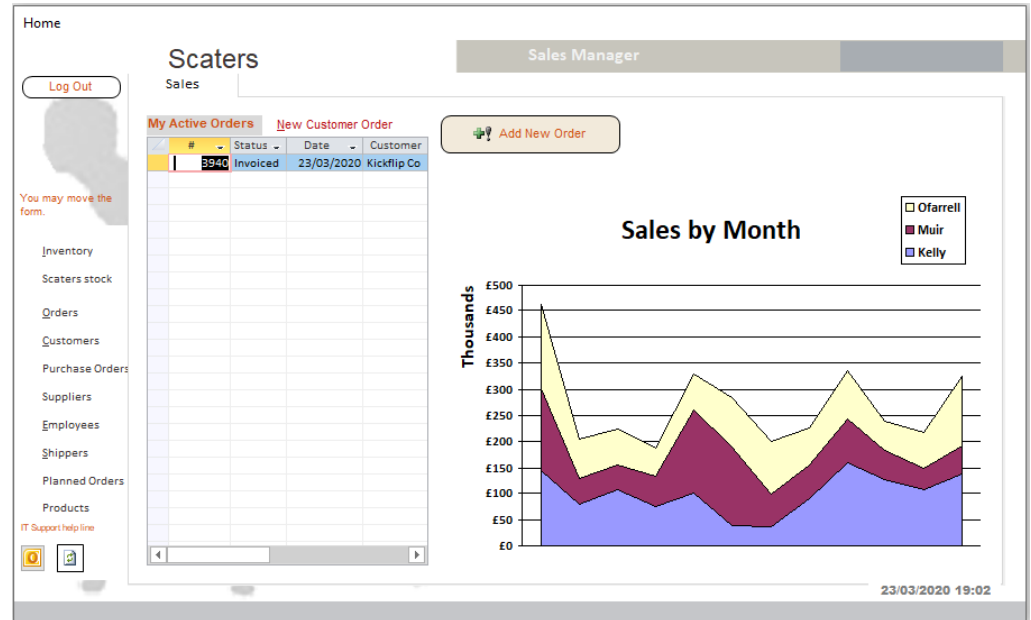 Home
Scaters
Sales Manager
Log Out
Sales
My Active Orders
New Customer Order
Add New Order
# Status Date Customer
3940 Invoiced 23/03/2020 Kickflip Co
You may move the
form.
Inventory
Scaters stock
Orders
Customers
Purchase Orders
Suppliers
Employees
Shippers
Planned Orders
Products
IT Support help line
Sales by Month
Ofarrell
Muir
Kelly
Thousands
£500
£450
£400
£350
£300
£250
£200
£150
£100
£50
£0
23/03/2020 19:02